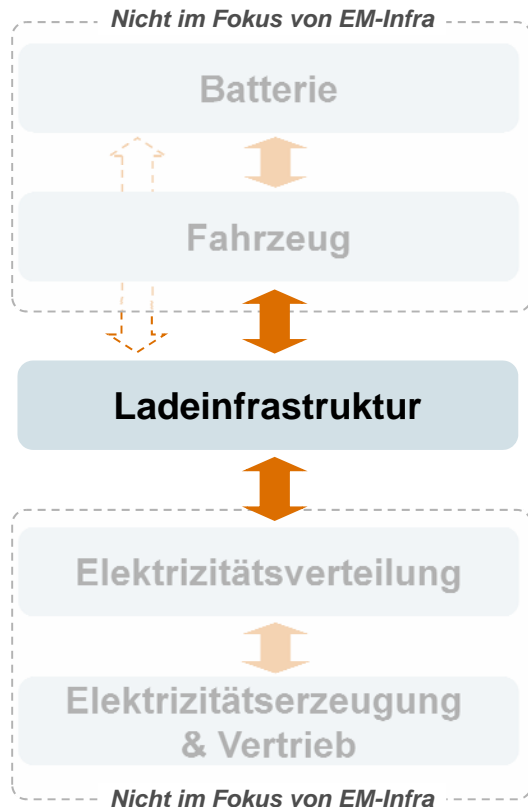 Nicht im Fokus von EM-Infra
Batterie
Fahrzeug
Ladeinfrastruktur
Elektrizitätsverteilung
Elektrizitätserzeugung
& Vertrieb
Nicht im Fokus von EM-Infra